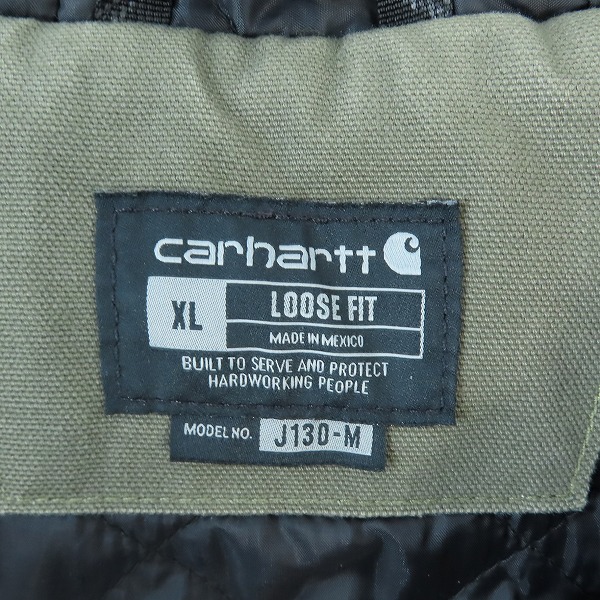 carhartt
XL LOOSE FIT
MADE IN MEXICO
BUILT TO SERVE AND PROTECT
HARDWORKING PEOPLE
MODEL NO. J130-M